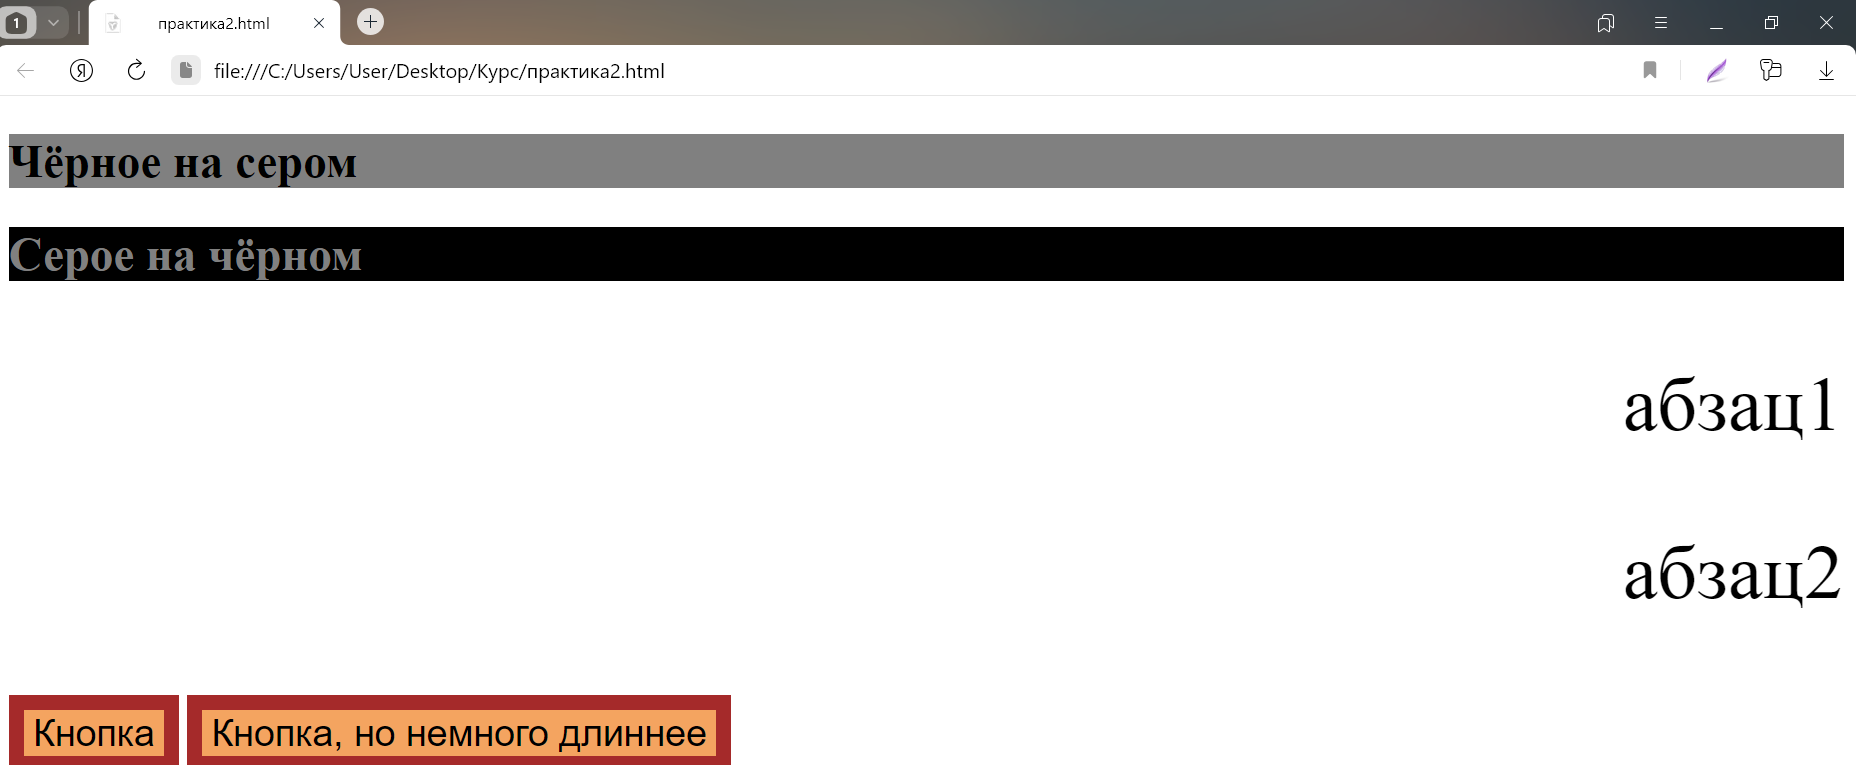 1
практика2.html
file:///C:/Users/User/Desktop/Курс/практика2.html
Чёрное на сером
Серое на чёрном
абзац1
абзац2
Кнопка
Кнопка, но немного длиннее